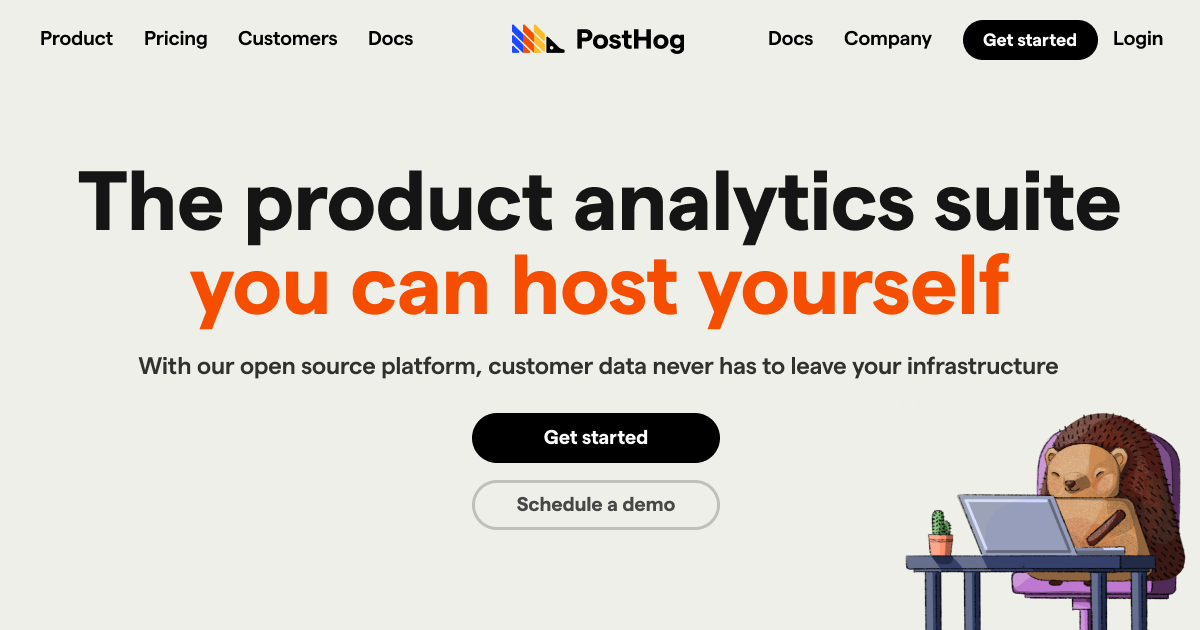 Product Pricing Customers Docs PostHog Docs Company Get started Login
The product analytics suite
you can host yourself
With our open source platform, customer data never has to leave your infrastructure
Get started
Schedule a demo